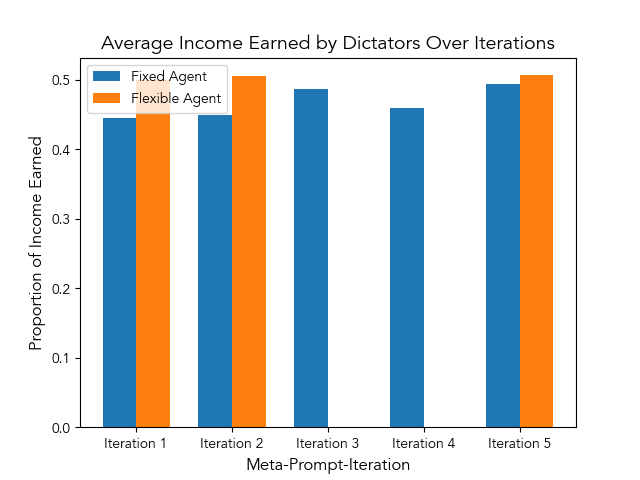 Average Income Earned by Dictators Over Iterations
Fixed Agent
Flexible Agent
Proportion of Income Earned
0.5
0.4
0.3
0.2
0.1
0.0
Iteration 1
Iteration 2
Iteration 3
Iteration 4
Iteration 5
Meta-Prompt-Iteration